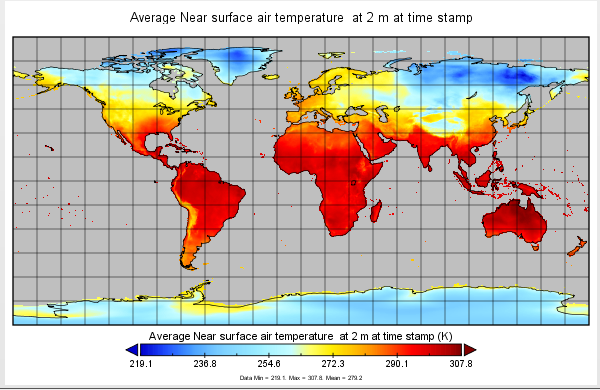 Average Near surface air temperature at 2 m at time stamp
Average Near surface air temperature at 2 m at time stamp (K)
219.1 236.8 254.6 272.3 290.1 307.8
Data Min = 219.1, Max = 307.8, Mean = 279.2